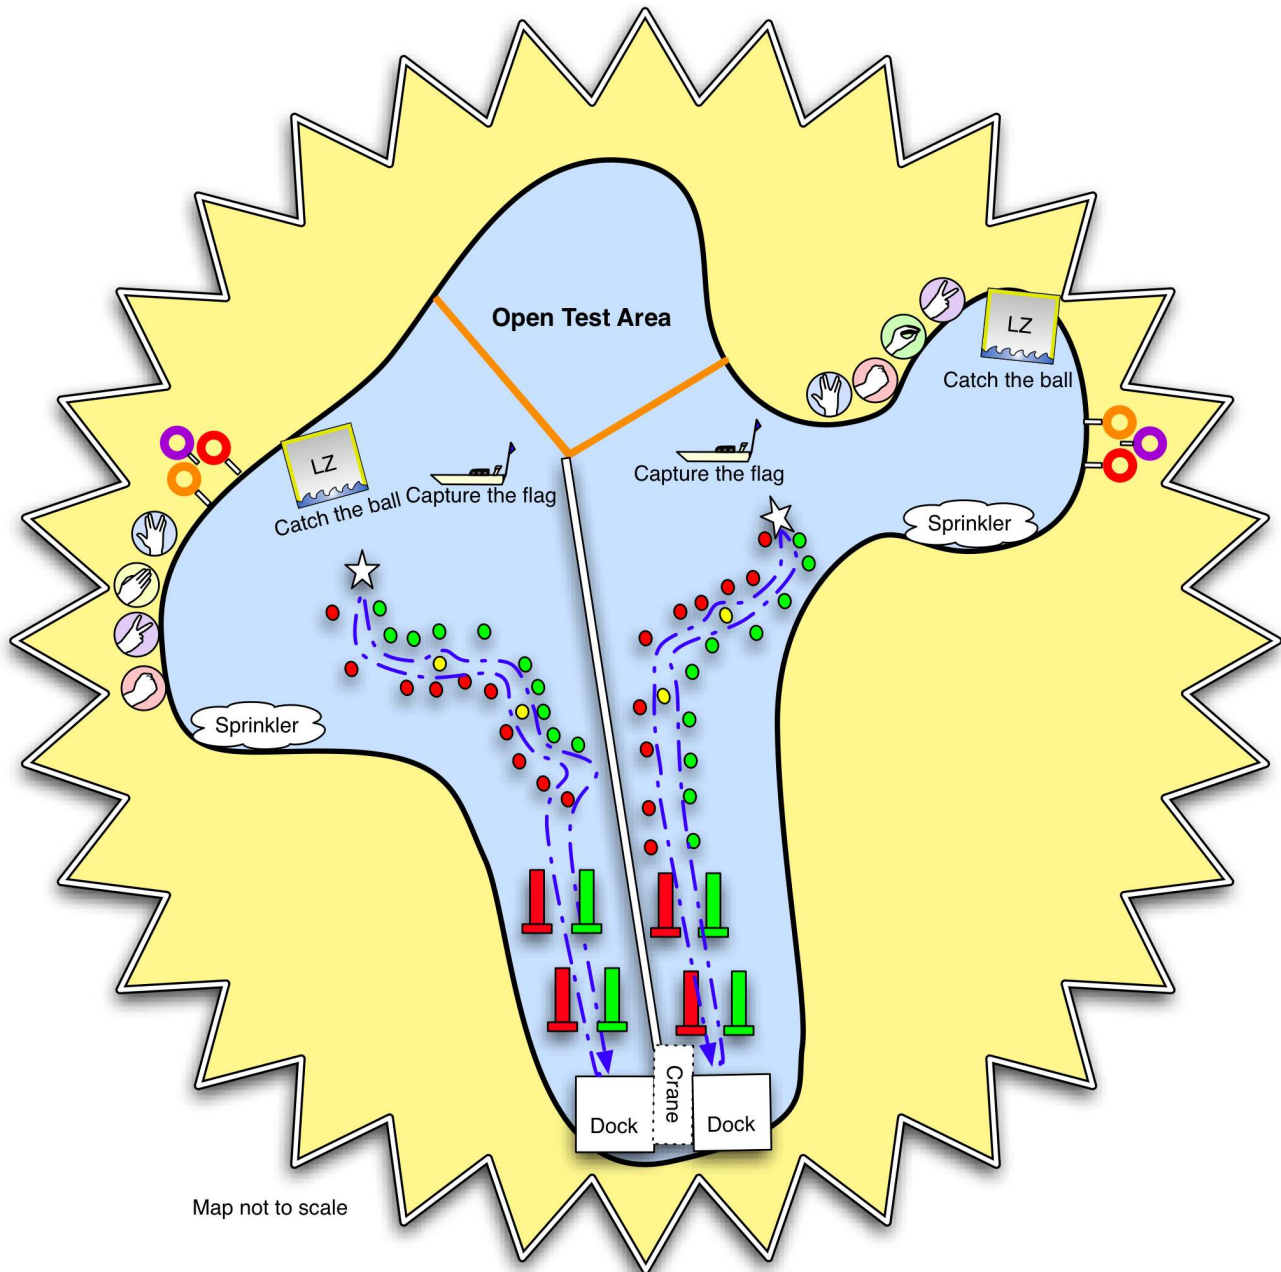 Open Test Area
LZ
Catch the ball
LZ
Catch the ball
Capture the flag
Capture the flag
Sprinkler
Sprinkler
Crane
Dock
Dock
Map not to scale